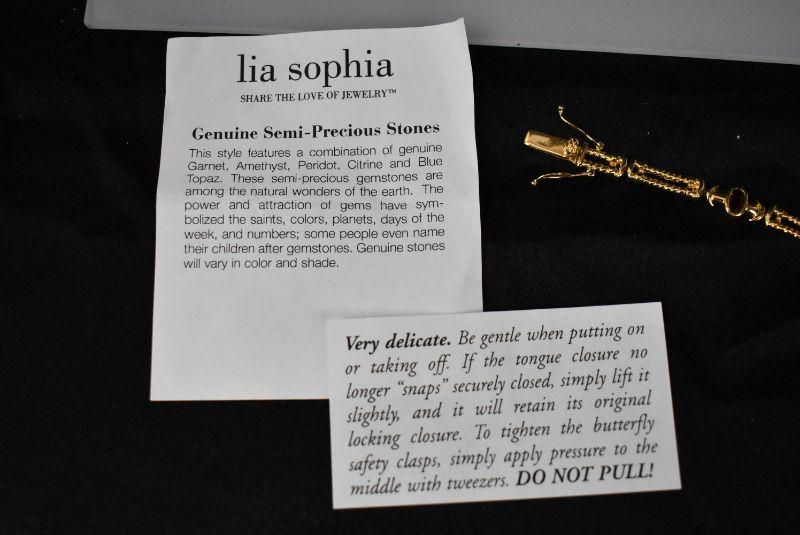 lia sophia
SHARE THE LOVE OF JEWELRY™
Genuine Semi-Precious Stones
This style features a combination of genuine
Garnet, Amethyst, Peridot, Citrine and Blue
Topaz. These semi-precious gemstones are
among the natural wonders of the earth. The
power and attraction of gems have sym-
bolized the saints, colors, planets, days of the
week, and numbers; some people even name
their children after gemstones. Genuine stones
will vary in color and shade.
Very delicate. Be gentle when putting on
or taking off. If the tongue closure no
longer “snaps” securely closed, simply lift it
slightly, and it will retain its original
locking closure. To tighten the butterfly
safety clasps, simply apply pressure to the
middle with tweezers. DO NOT PULL!